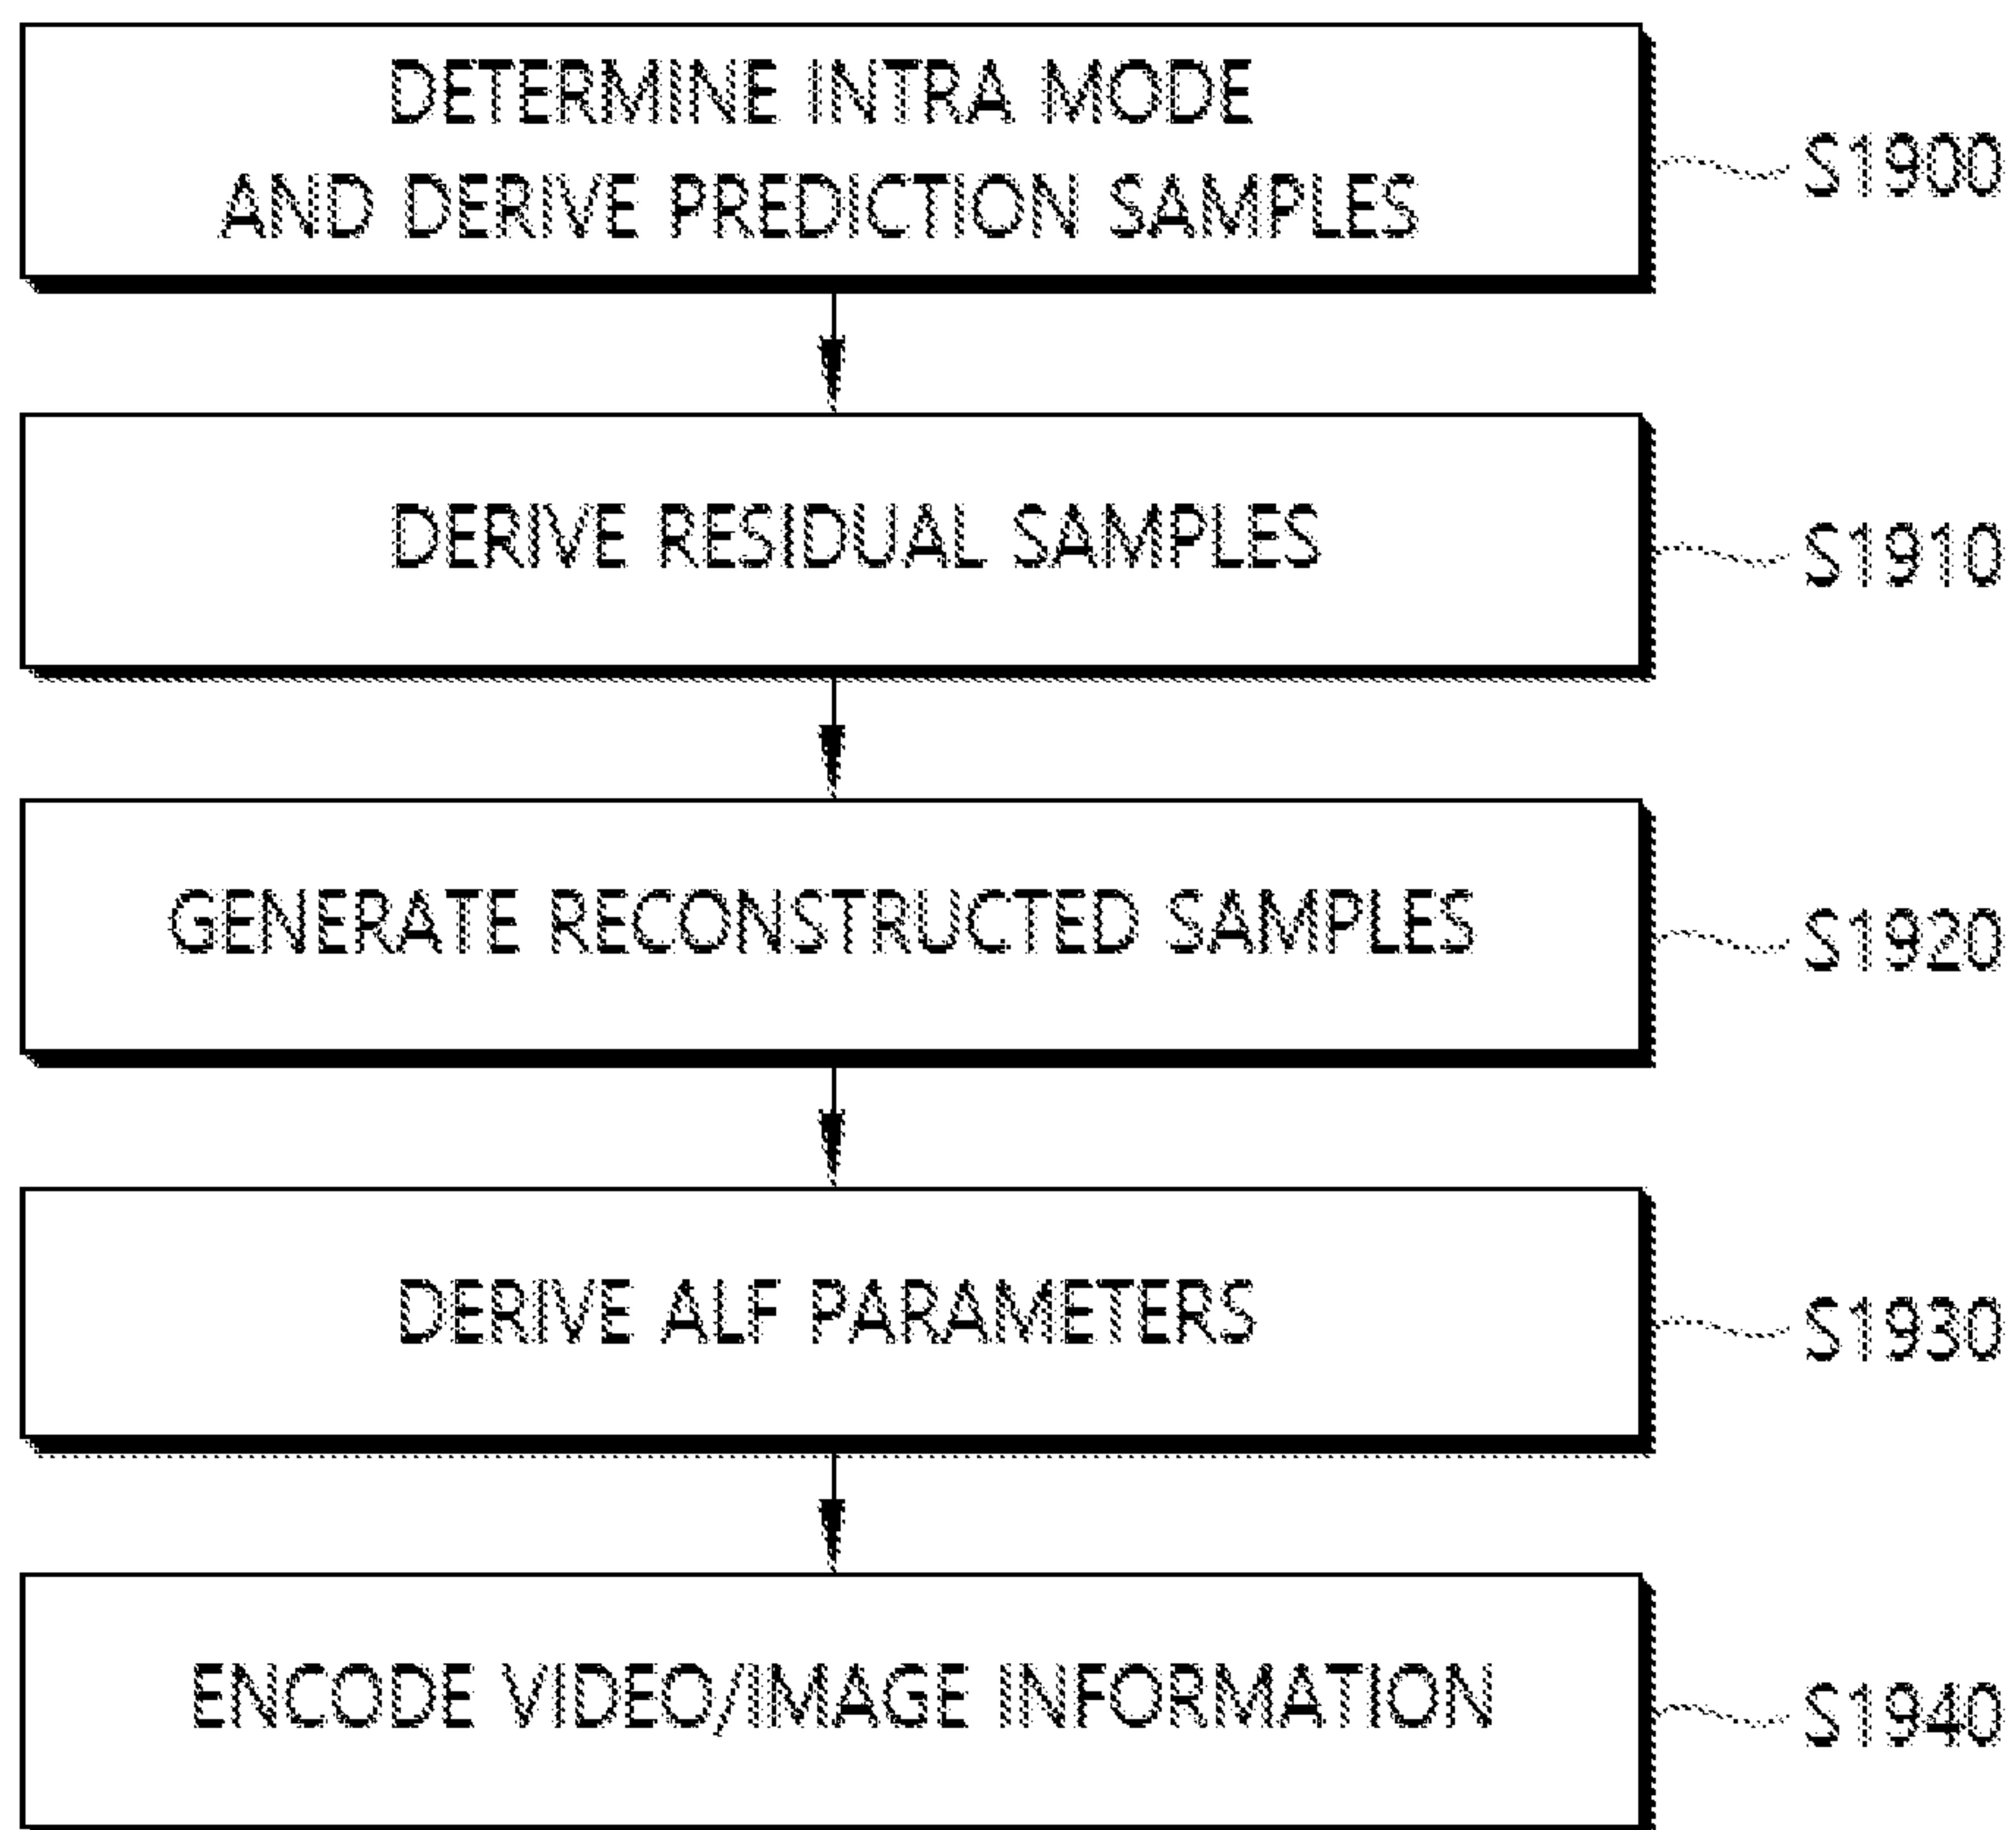 DETERMINE INTRA MODE
AND DERIVE PREDICTION SAMPLES
S1900
DERIVE RESIDUAL SAMPLES
S1910
GENERATE RECONSTRUCTED SAMPLES
S1920
DERIVE ALF PARAMETERS
S1930
ENCODE VIDEO/IMAGE INFORMATION
S1940